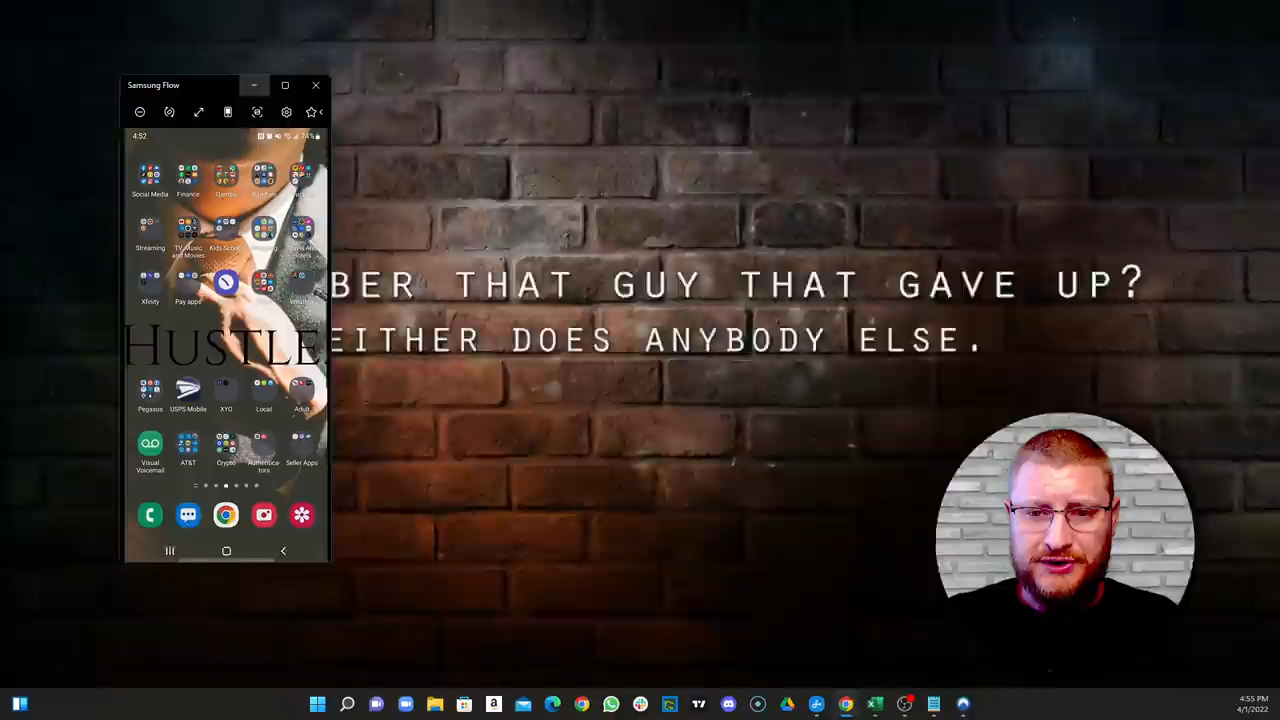 Samsung Flow
4:52
74%
Social Media
Finance
Games
Random
Streaming
TV, Music and Movies
Xfinity
Pay apps
BER THAT GUY THAT GAVE UP?
EITHER DOES ANYBODY ELSE.
HUSTLE
Pegasus
USPS Mobile
XYO
Local
Adult
Visual Voicemail
AT&T
Crypto
Authenticators
Seller Apps
4:55 PM
4/1/2022